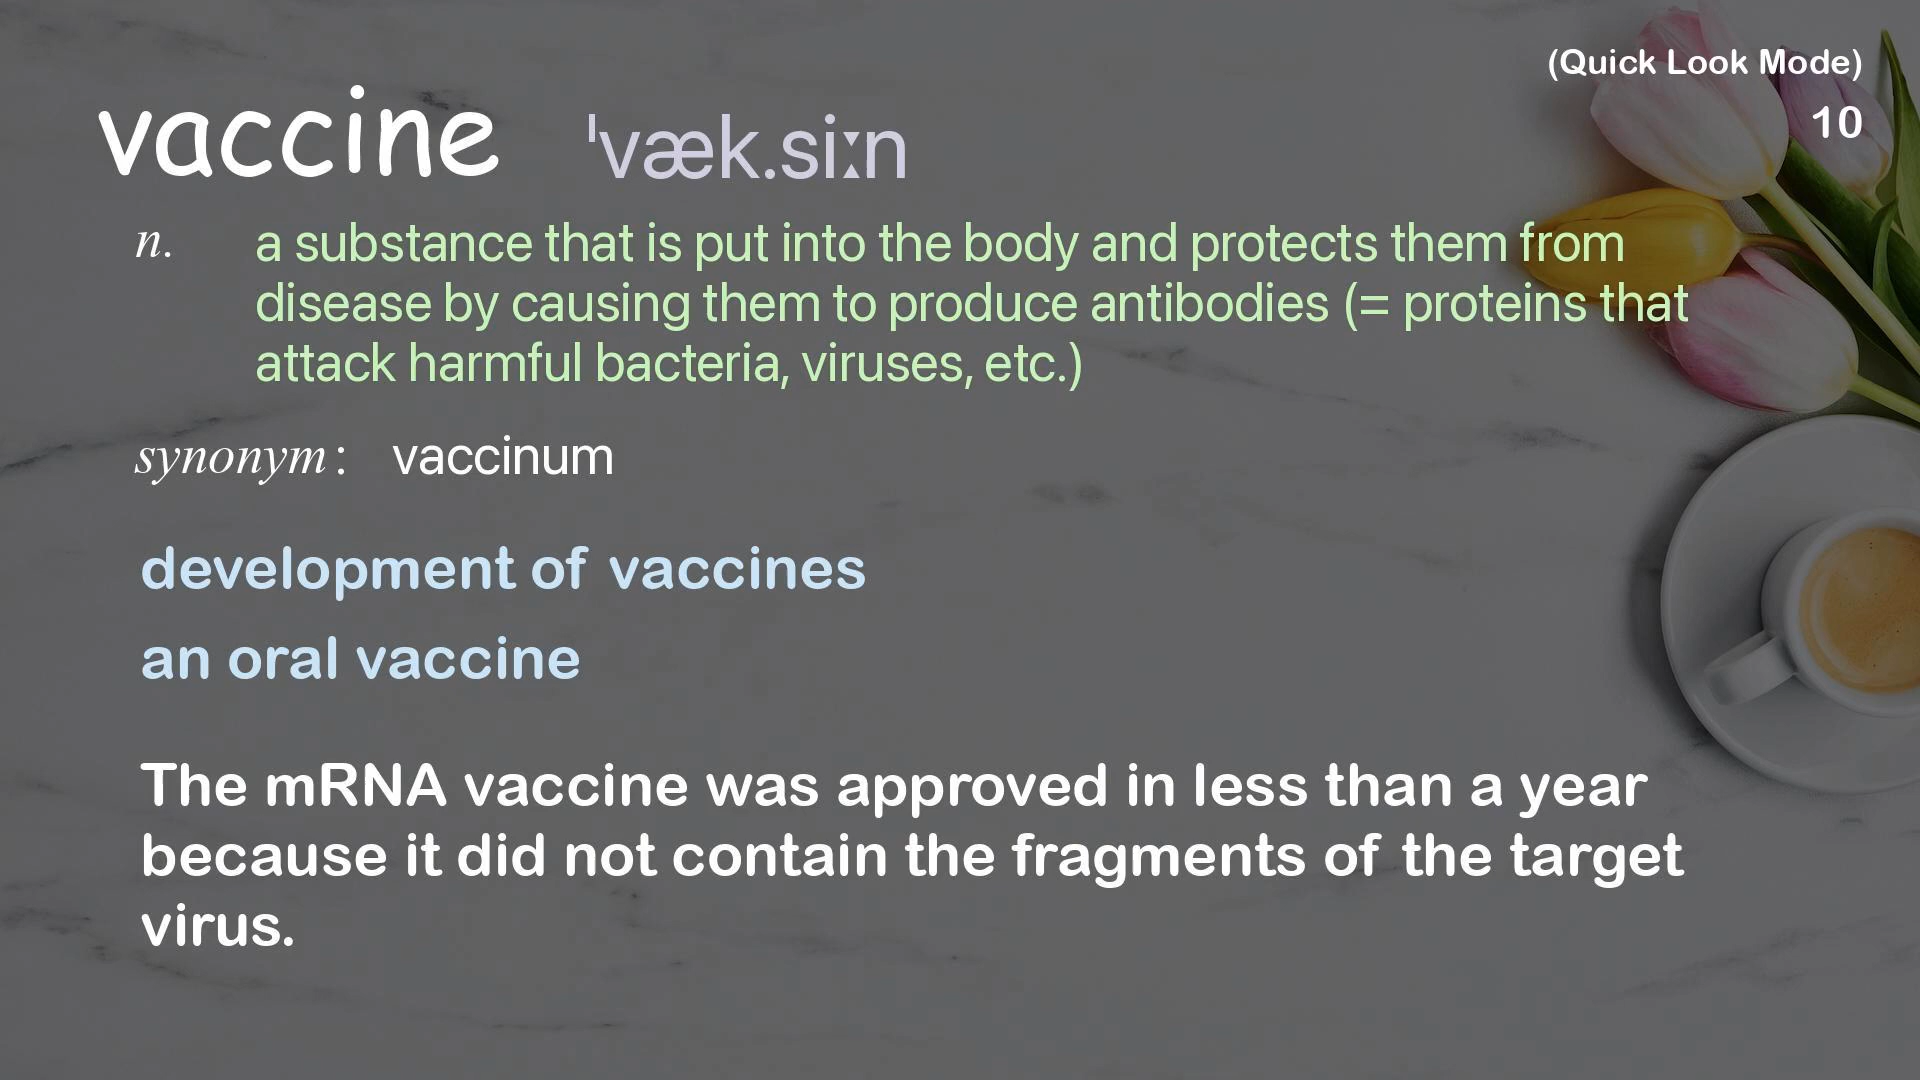 (Quick Look Mode)
10
vaccine ˈvæk.siːn
n. a substance that is put into the body and protects them from
disease by causing them to produce antibodies (= proteins that
attack harmful bacteria, viruses, etc.)
synonym: vaccinum
development of vaccines
an oral vaccine
The mRNA vaccine was approved in less than a year
because it did not contain the fragments of the target
virus.